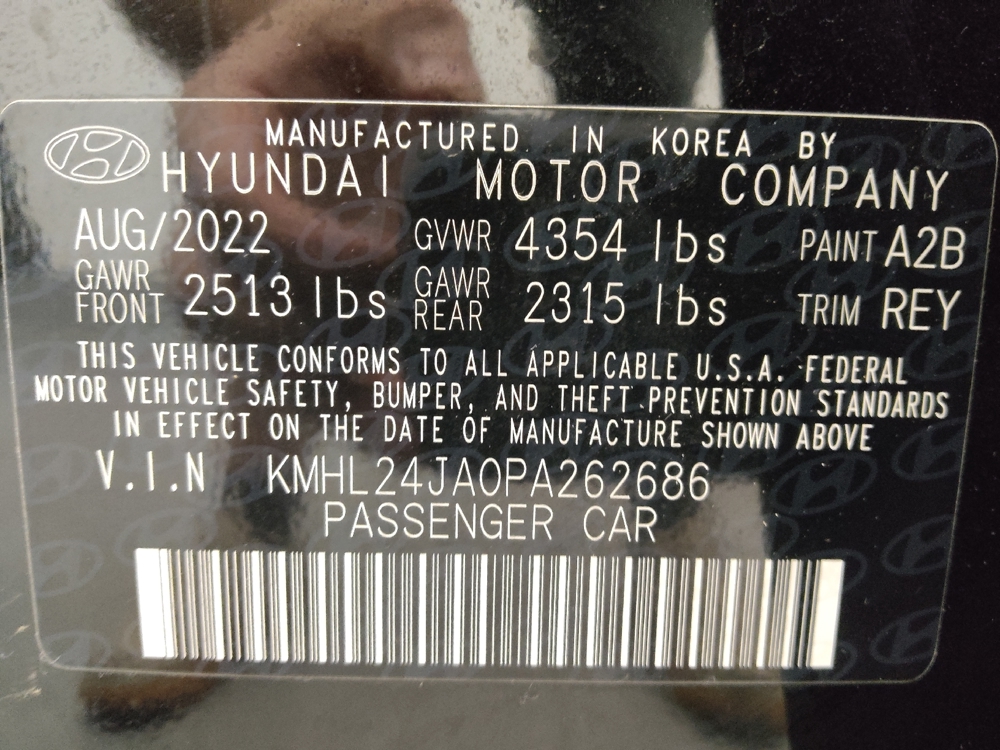 MANUFACTURED IN KOREA BY
HYUNDAI MOTOR COMPANY
AUG/2022 GVWR 4354 lbs PAINT A2B
GAWR FRONT 2513 lbs GAWR REAR 2315 lbs TRIM REY
THIS VEHICLE CONFORMS TO ALL APPLICABLE U.S.A. FEDERAL
MOTOR VEHICLE SAFETY, BUMPER, AND THEFT PREVENTION STANDARDS
IN EFFECT ON THE DATE OF MANUFACTURE SHOWN ABOVE
V.I.N KMHL24JA0PA262686
PASSENGER CAR